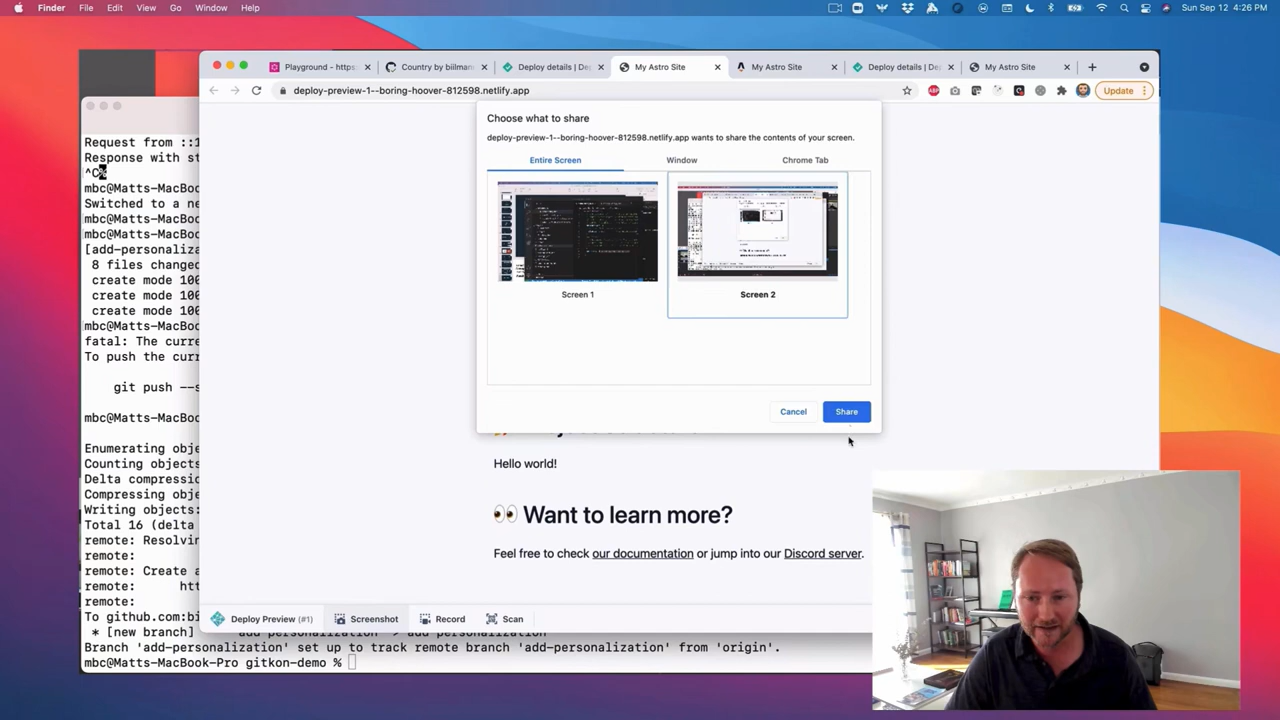 Finder File Edit View Go Window Help Sun Sep 12 4:26 PM
Playground - https: Country by biilmann Deploy details | Dep My Astro Site My Astro Site Deploy details | Dep My Astro Site
deploy-preview-1--boring-hoover-812598.netlify.app ABP Update
Choose what to share
deploy-preview-1--boring-hoover-812598.netlify.app wants to share the contents of your screen.
Entire Screen Window Chrome Tab
Screen 1 Screen 2
Cancel Share
Request from ::1
Response with st
^C%
mbc@Matts-MacBoo
Switched to a ne
mbc@Matts-MacBoo
mbc@Matts-MacBoo
[add-personaliza
8 files changed
create mode 100
create mode 100
create mode 100
mbc@Matts-MacBoo
fatal: The curre
To push the curr
git push --s
mbc@Matts-MacBoo
Enumerating obje
Counting objects
Delta compressio
Compressing obje
Writing objects:
Total 16 (delta
remote: Resolvin
remote:
remote: Create a
remote: ht
remote:
To github.com:bi
* [new branch] add-personalization -> add-personalization
Branch 'add-personalization' set up to track remote branch 'add-personalization' from 'origin'.
mbc@Matts-MacBook-Pro gitkon-demo %
Hello world!
👀 Want to learn more?
Feel free to check our documentation or jump into our Discord server.
Deploy Preview (#1) Screenshot Record Scan